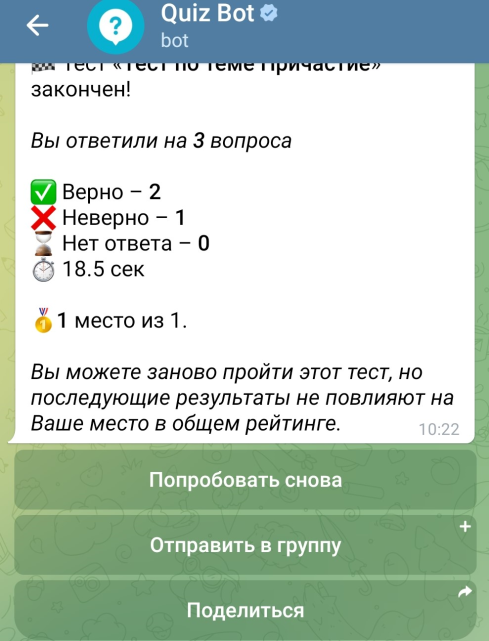 Quiz Bot
bot
Тест «Тест по теме Причастие»
закончен!
Вы ответили на 3 вопроса
Верно – 2
Неверно – 1
Нет ответа – 0
18.5 сек
1 место из 1.
Вы можете заново пройти этот тест, но
последующие результаты не повлияют на
Ваше место в общем рейтинге.
10:22
Попробовать снова
Отправить в группу
Поделиться